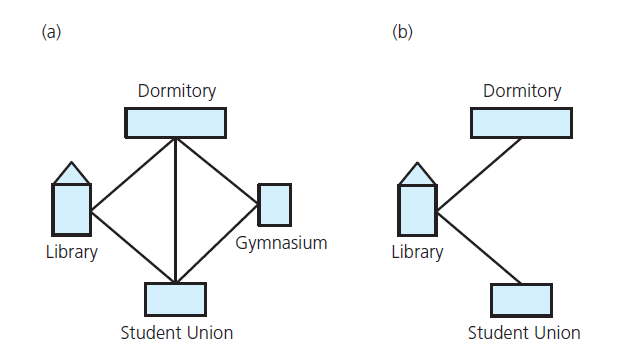 (a)
Dormitory
Library
Gymnasium
Student Union
(b)
Dormitory
Library
Student Union